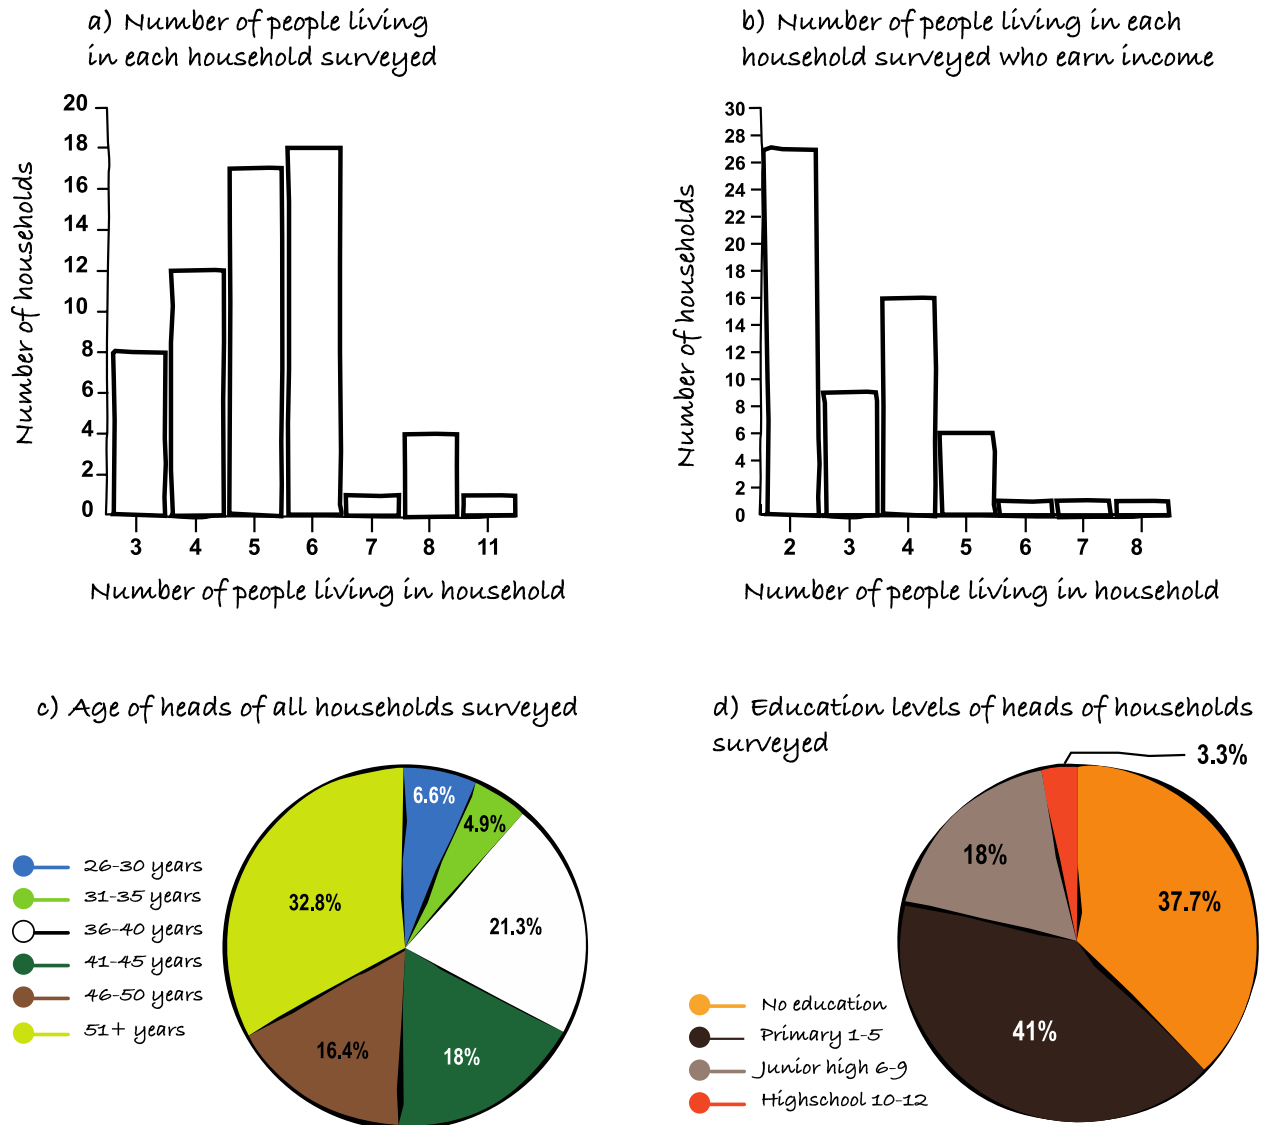 a) Number of people living
in each household surveyed
20
18
16
14
12
10
8
6
4
2
0
Number of households
3 4 5 6 7 8 11
Number of people living in household
b) Number of people living in each
household surveyed who earn income
30
28
26
24
22
20
18
16
14
12
10
8
6
4
2
0
Number of households
2 3 4 5 6 7 8
Number of people living in household
c) Age of heads of all households surveyed
26-30 years
31-35 years
36-40 years
41-45 years
46-50 years
51+ years
6.6%
4.9%
21.3%
18%
16.4%
32.8%
d) Education levels of heads of households
surveyed
3.3%
37.7%
41%
18%
No education
Primary 1-5
Junior high 6-9
Highschool 10-12